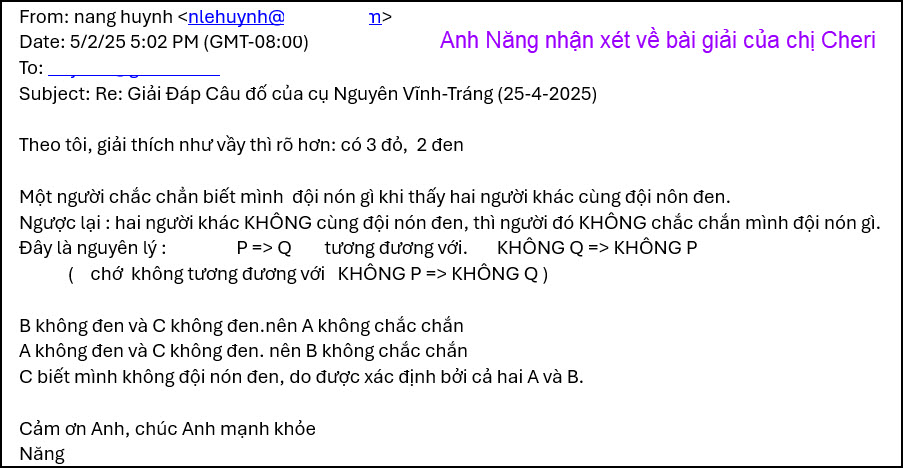 From: nang huynh <nlehuynh@ m>
Date: 5/2/25 5:02 PM (GMT-08:00)
Anh Năng nhận xét về bài giải của chị Cheri
To:
Subject: Re: Giải Đáp Câu đố của cụ Nguyên Vĩnh-Tráng (25-4-2025)
Theo tôi, giải thích như vầy thì rõ hơn: có 3 đỏ, 2 đen
Một người chắc chẳn biết mình đội nón gì khi thấy hai người khác cùng đội nôn đen.
Ngược lại : hai người khác KHÔNG cùng đội nón đen, thì người đó KHÔNG chắc chắn mình đội nón gì.
Đây là nguyên lý : P => Q tương đương với. KHÔNG Q => KHÔNG P
( chớ không tương đương với KHÔNG P => KHÔNG Q )
B không đen và C không đen.nên A không chắc chắn
A không đen và C không đen. nên B không chắc chắn
C biết mình không đội nón đen, do được xác định bởi cả hai A và B.
Cảm ơn Anh, chúc Anh mạnh khỏe
Năng